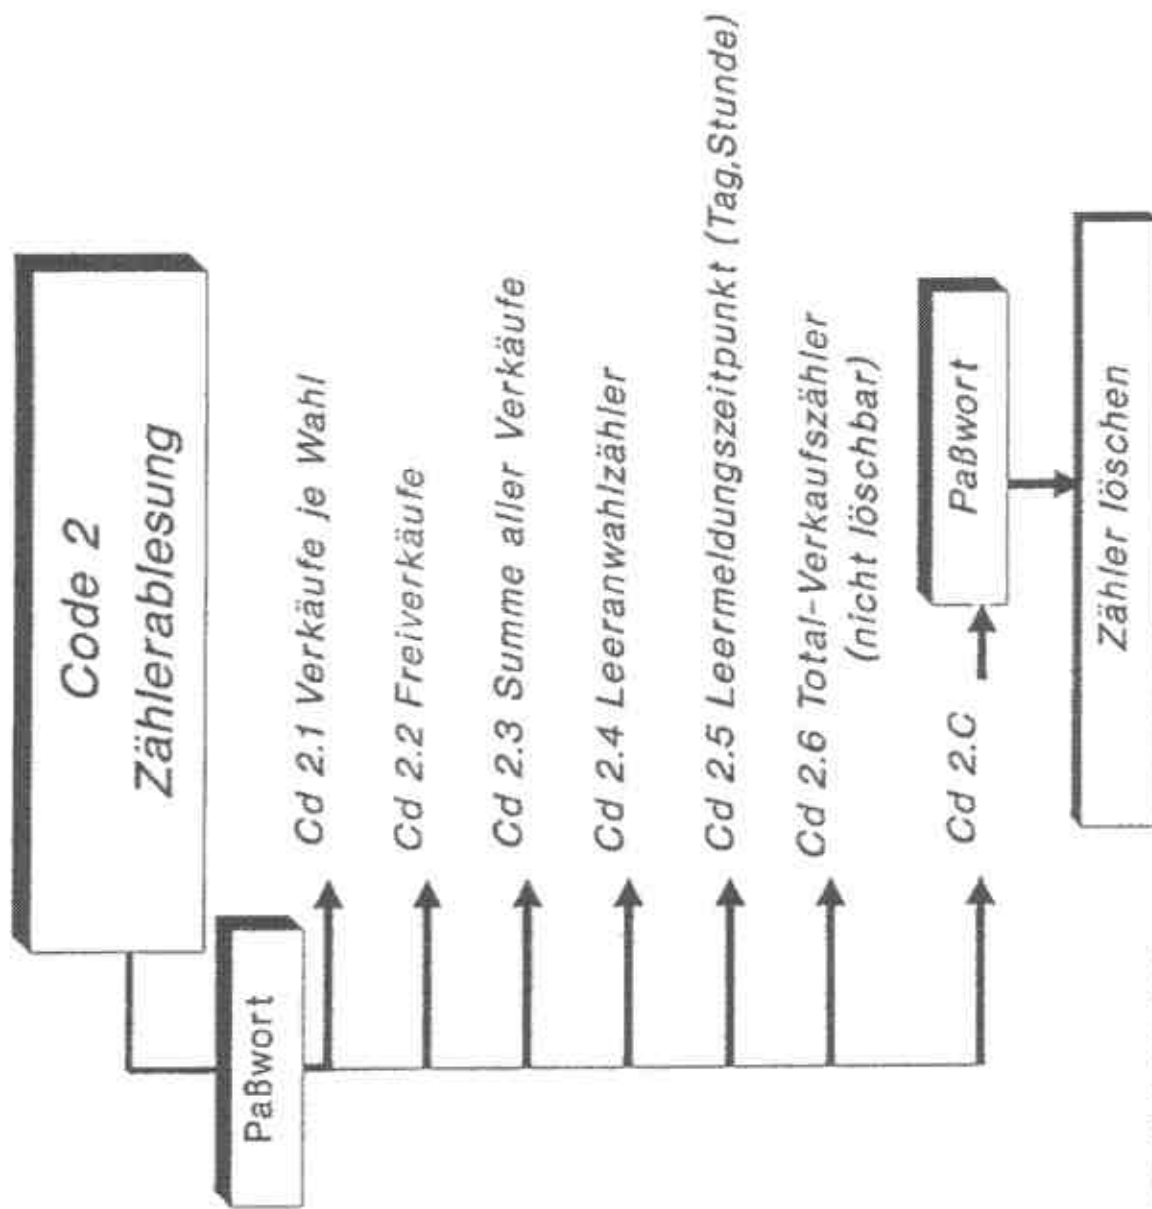 Code 2
Zählerablesung
Paßwort
Cd 2.1 Verkäufe je Wahl
Cd 2.2 Freiverkäufe
Cd 2.3 Summe aller Verkäufe
Cd 2.4 Leeranwahlzähler
Cd 2.5 Leermeldungszeitpunkt (Tag,Stunde)
Cd 2.6 Total-Verkaufszähler
(nicht löschbar)
Cd 2.C
Paßwort
Zähler löschen